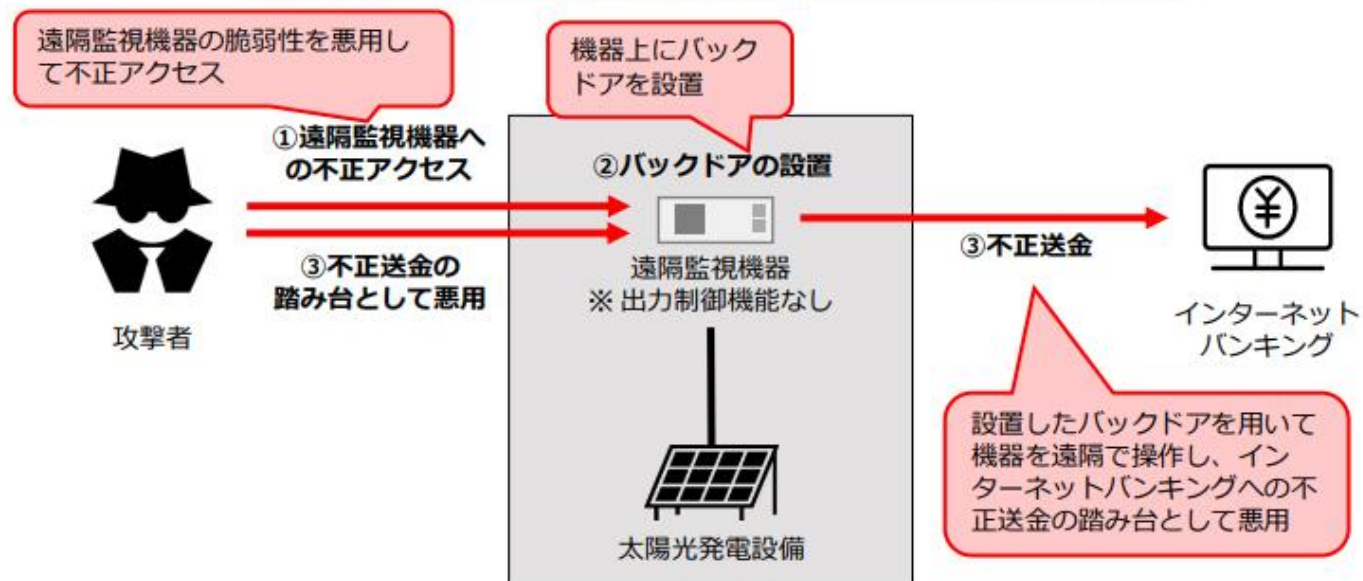 遠隔監視機器の脆弱性を悪用し
て不正アクセス
機器上にバック
ドアを設置
①遠隔監視機器へ
の不正アクセス
②バックドアの設置
③不正送金の
踏み台として悪用
攻撃者
遠隔監視機器
※ 出力制御機能なし
太陽光発電設備
③不正送金
¥
インターネット
バンキング
設置したバックドアを用いて
機器を遠隔で操作し、イン
ターネットバンキングへの不
正送金の踏み台として悪用